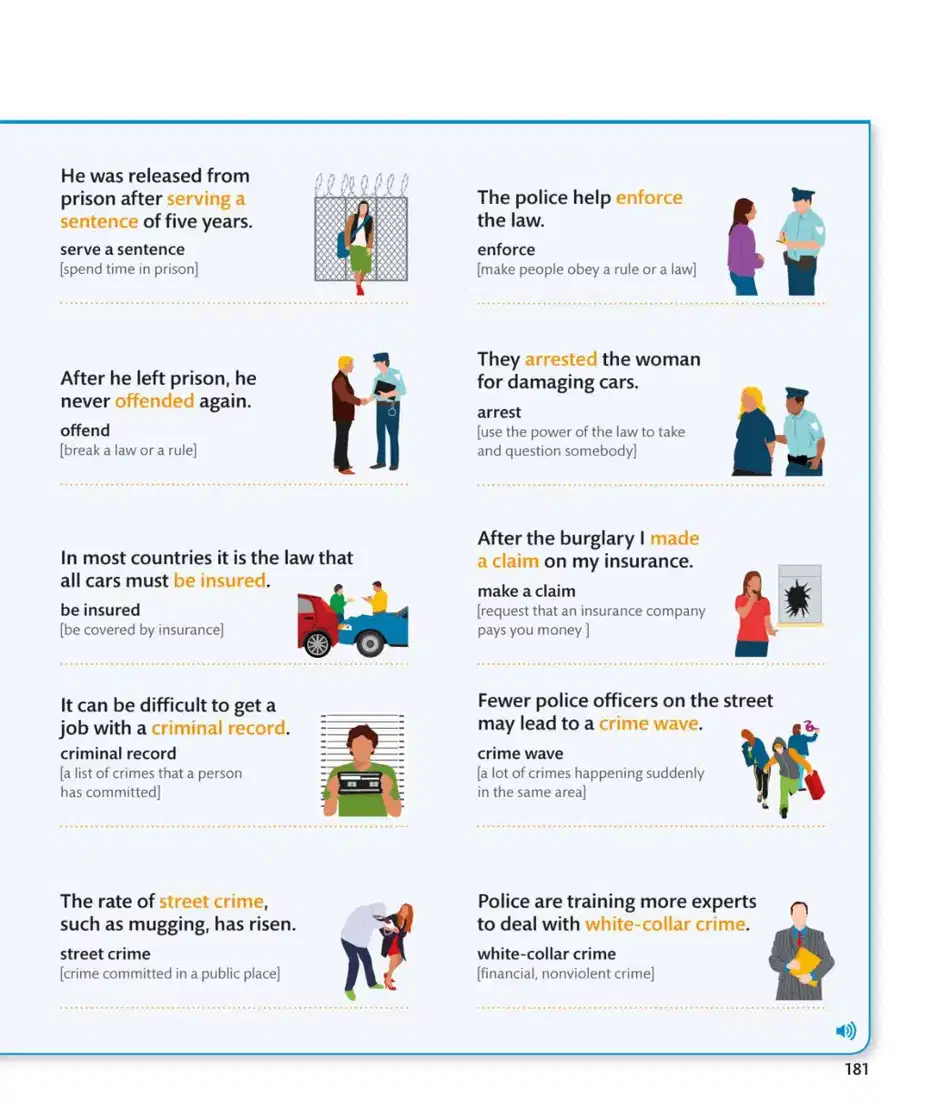 He was released from
prison after serving a
sentence of five years.
serve a sentence
[spend time in prison]
After he left prison, he
never offended again.
offend
[break a law or a rule]
In most countries it is the law that
all cars must be insured.
be insured
[be covered by insurance]
It can be difficult to get a
job with a criminal record.
criminal record
[a list of crimes that a person
has committed]
The rate of street crime,
such as mugging, has risen.
street crime
[crime committed in a public place]
The police help enforce
the law.
enforce
[make people obey a rule or a law]
They arrested the woman
for damaging cars.
arrest
[use the power of the law to take
and question somebody]
After the burglary I made
a claim on my insurance.
make a claim
[request that an insurance company
pays you money ]
Fewer police officers on the street
may lead to a crime wave.
crime wave
[a lot of crimes happening suddenly
in the same area]
Police are training more experts
to deal with white-collar crime.
white-collar crime
[financial, nonviolent crime]
181